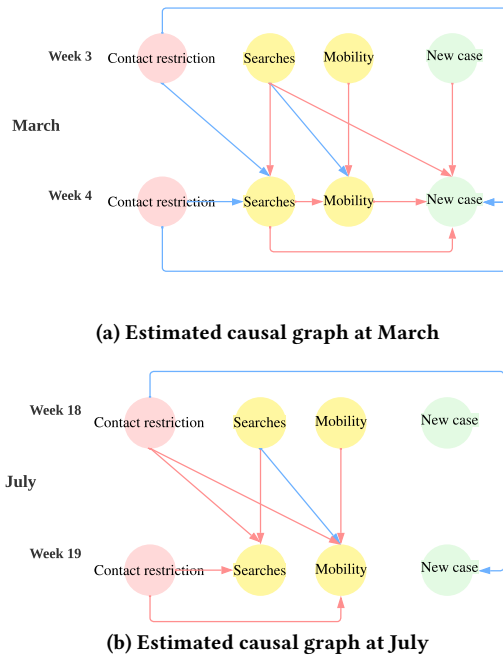 Week 3
Contact restriction
Searches
Mobility
New case
March
Week 4
Contact restriction
Searches
Mobility
New case
(a) Estimated causal graph at March
Week 18
Contact restriction
Searches
Mobility
New case
July
Week 19
Contact restriction
Searches
Mobility
New case
(b) Estimated causal graph at July